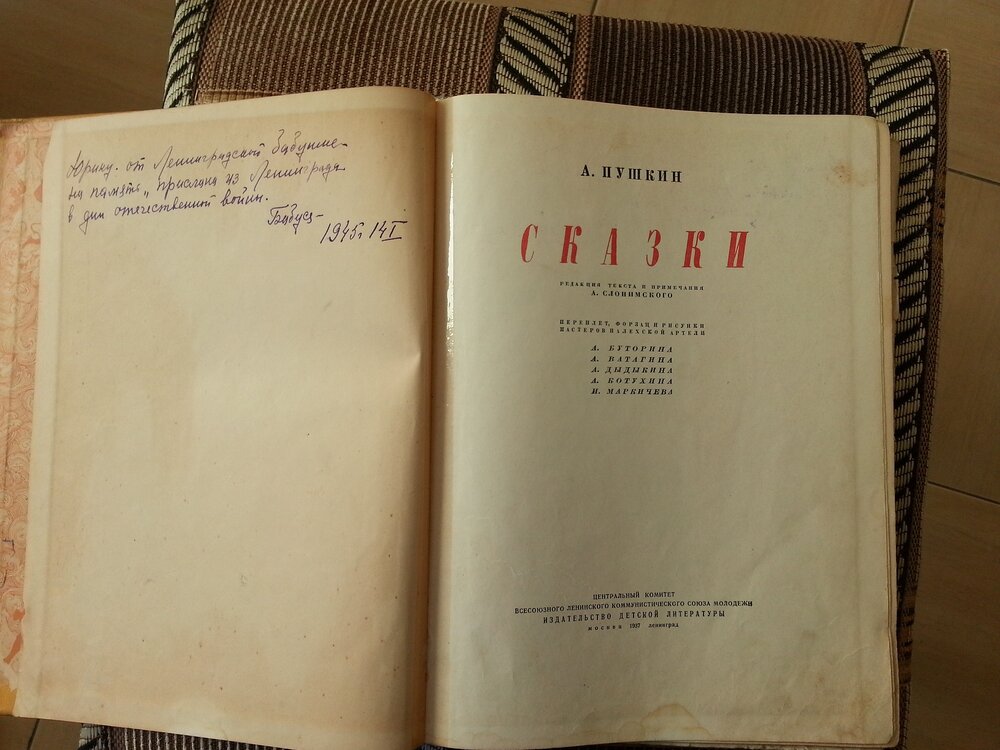 Юрику. от Ленинградской бабушке
на память „ прислана из Ленинграда
в дни отечественной войны.
Бабуся
1945г 14 I
А. ПУШКИН
СКАЗКИ
РЕДАКЦИЯ ТЕКСТА И ПРИМЕЧАНИЯ
А. СЛОНИМСКОГО
ПЕРЕПЛЕТ, ФОРЗАЦ И РИСУНКИ
МАСТЕРОВ ПАЛЕХСКОЙ АРТЕЛИ
А. БУТОРИНА
А. ВАТАГИНА
А. ДЫДЫКИНА
А. КОТУХИНА
И. МАРКИЧЕВА
ЦЕНТРАЛЬНЫЙ КОМИТЕТ
ВСЕСОЮЗНОГО ЛЕНИНСКОГО КОММУНИСТИЧЕСКОГО СОЮЗА МОЛОДЕЖИ
ИЗДАТЕЛЬСТВО ДЕТСКОЙ ЛИТЕРАТУРЫ
москва 1937 ленинград